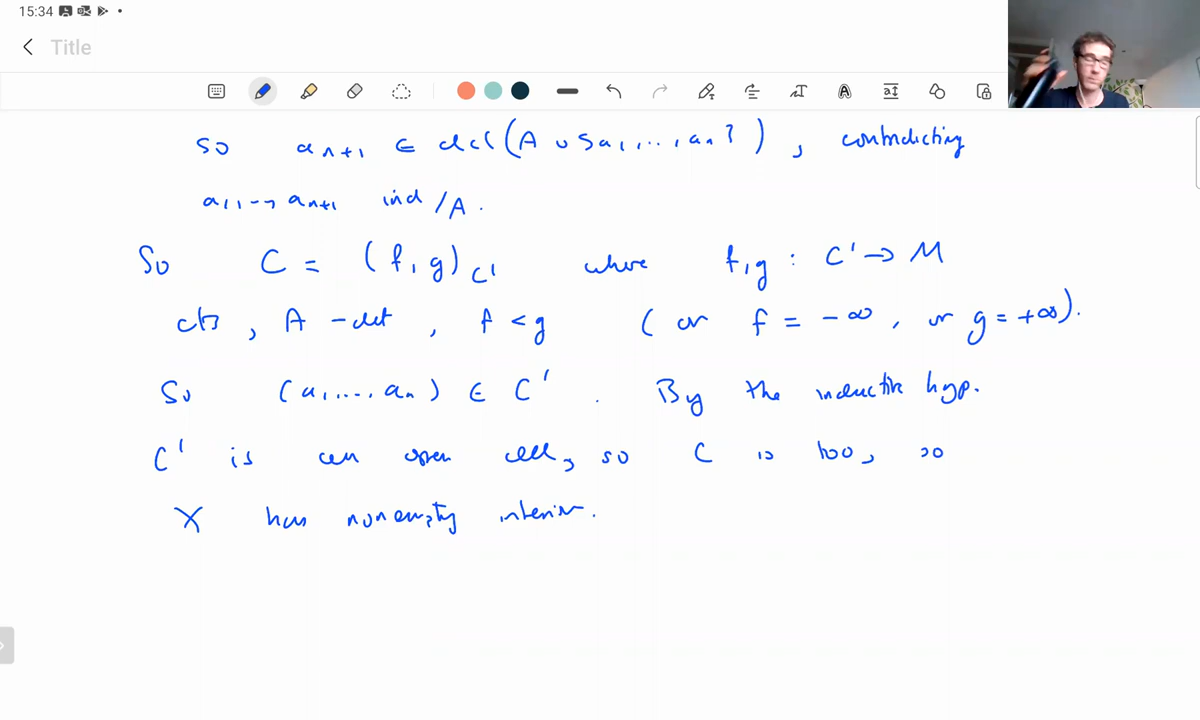 15:34
Title
so a_{n+1} ∈ dcl(A ∪ {a_1, ..., a_n}), contradicting
a_1, ..., a_{n+1} ind /A.
So C = (f, g)_{C'} where f, g : C' → M
cts, A-def, f < g (or f = -∞, or g = +∞).
So (a_1, ..., a_n) ∈ C'. By the inductive hyp.
C' is an open cell, so C is too, so
X has nonempty interior.